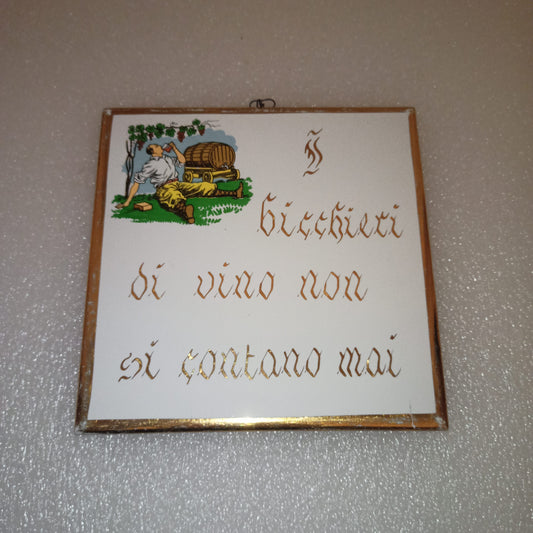 I
bicchieri
di vino non
si contano mai